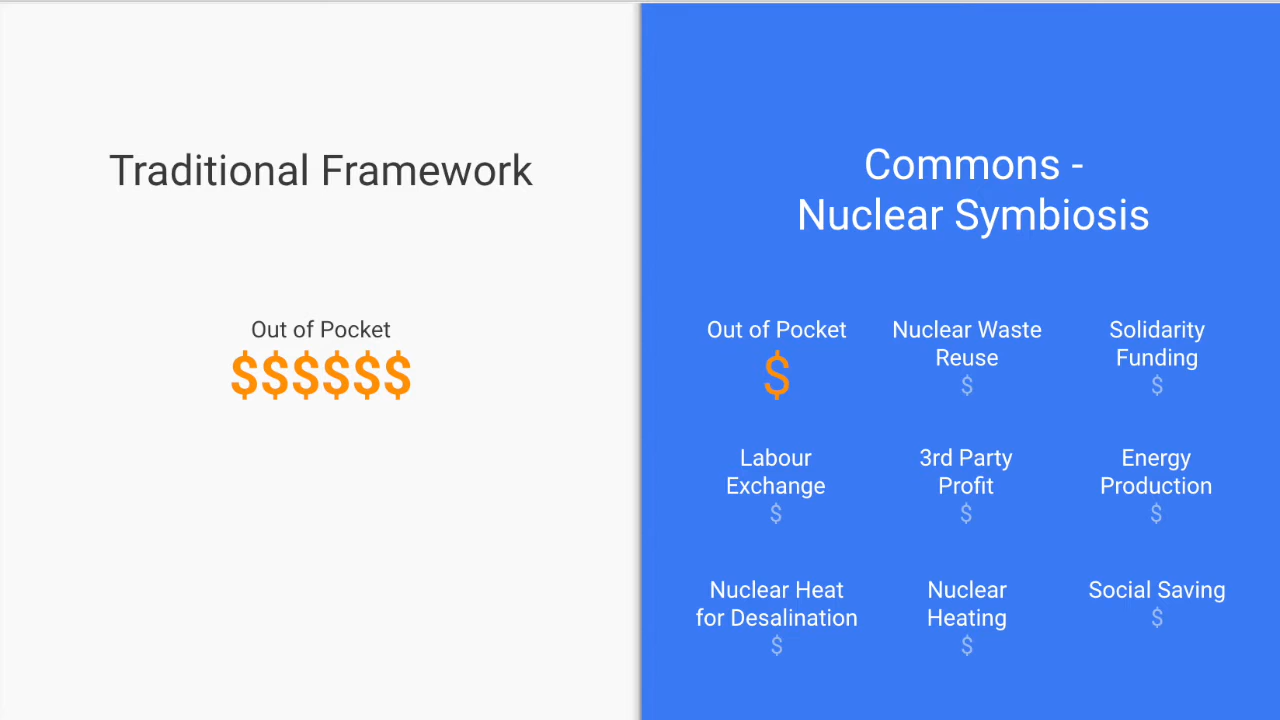 Traditional Framework
Out of Pocket
$$$$$$
Commons -
Nuclear Symbiosis
Out of Pocket
$
Nuclear Waste
Reuse
$
Solidarity
Funding
$
Labour
Exchange
$
3rd Party
Profit
$
Energy
Production
$
Nuclear Heat
for Desalination
$
Nuclear
Heating
$
Social Saving
$